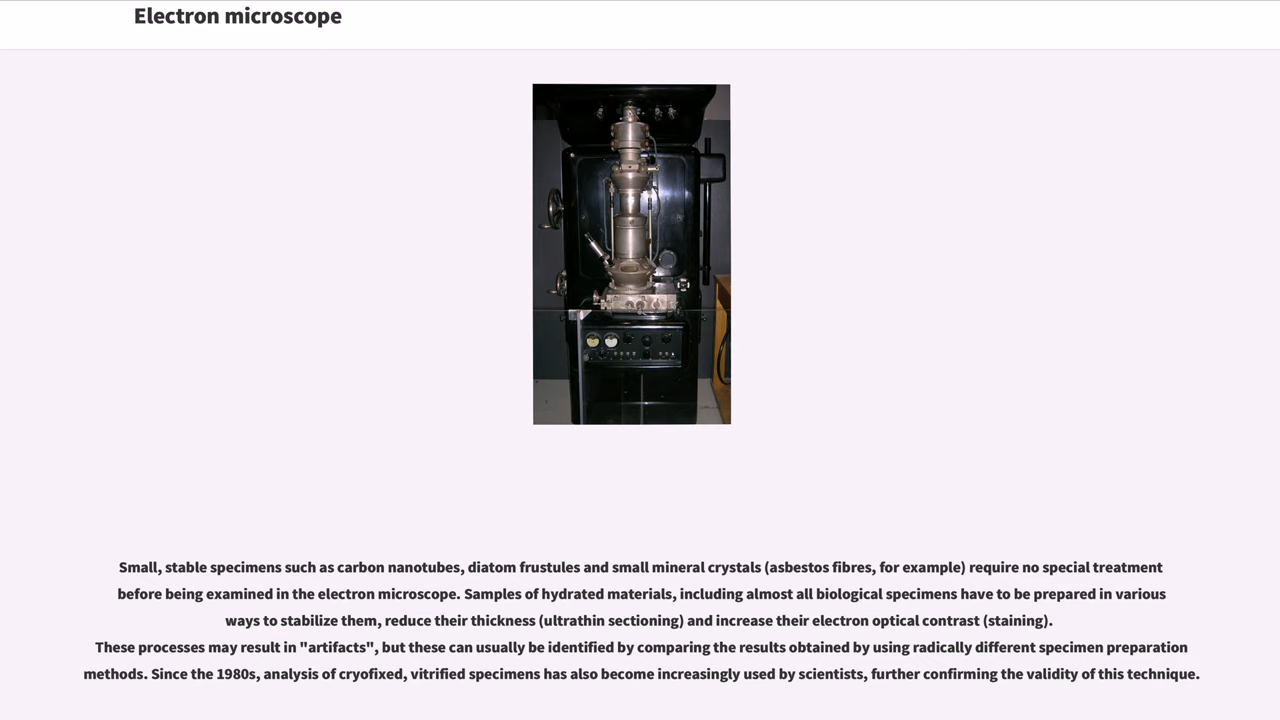 Electron microscope
Small, stable specimens such as carbon nanotubes, diatom frustules and small mineral crystals (asbestos fibres, for example) require no special treatment
before being examined in the electron microscope. Samples of hydrated materials, including almost all biological specimens have to be prepared in various
ways to stabilize them, reduce their thickness (ultrathin sectioning) and increase their electron optical contrast (staining).
These processes may result in "artifacts", but these can usually be identified by comparing the results obtained by using radically different specimen preparation
methods. Since the 1980s, analysis of cryofixed, vitrified specimens has also become increasingly used by scientists, further confirming the validity of this technique.